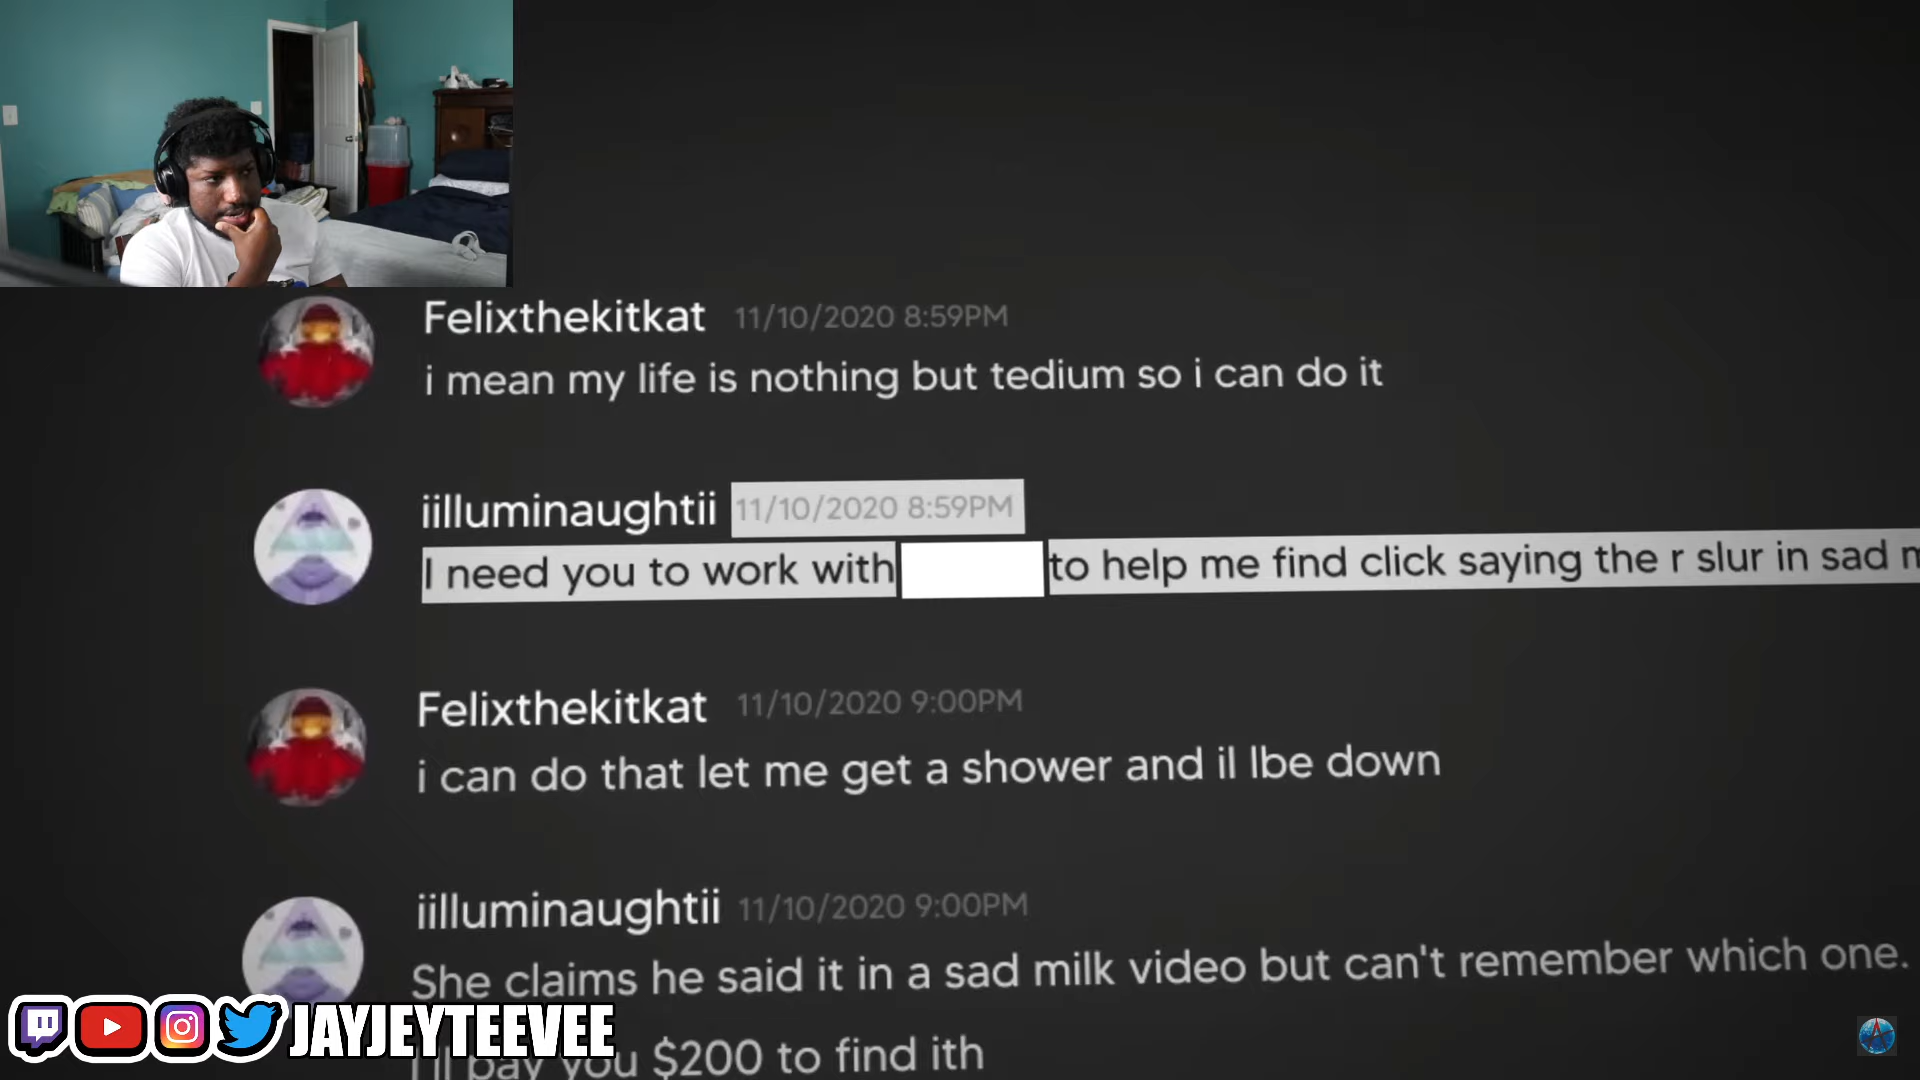 Felixthekitkat 11/10/2020 8:59PM
i mean my life is nothing but tedium so i can do it
iilluminaughtii 11/10/2020 8:59PM
I need you to work with to help me find click saying the r slur in sad
Felixthekitkat 11/10/2020 9:00PM
i can do that let me get a shower and il lbe down
iilluminaughtii 11/10/2020 9:00PM
She claims he said it in a sad milk video but can't remember which one.
I'll pay you $200 to find ith
JAYJEYTEEVEE